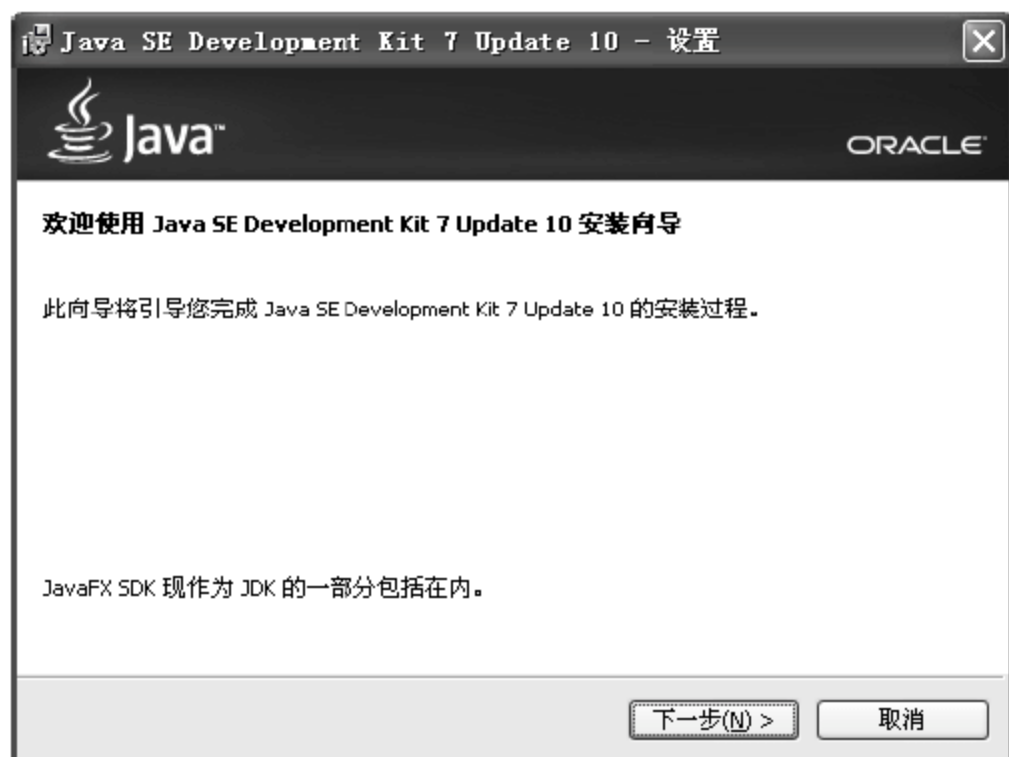 Java SE Development Kit 7 Update 10 - 设置
Java™
ORACLE
欢迎使用 Java SE Development Kit 7 Update 10 安装向导
此向导将引导您完成 Java SE Development Kit 7 Update 10 的安装过程。
JavaFX SDK 现作为 JDK 的一部分包括在内。
下一步(N) >
取消